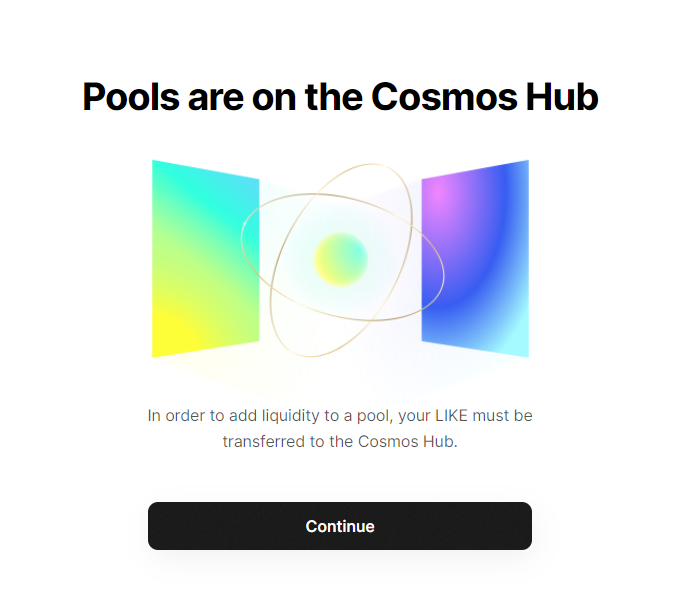 Pools are on the Cosmos Hub
In order to add liquidity to a pool, your LIKE must be
transferred to the Cosmos Hub.
Continue